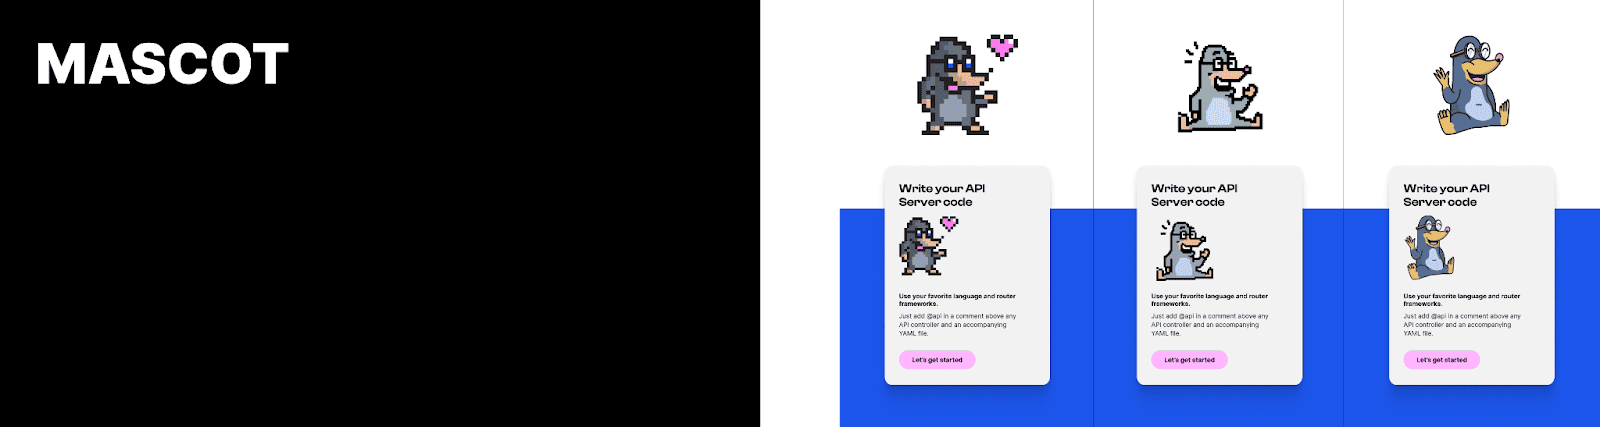 MASCOT
Write your API
Server code
Use your favorite language and router
frameworks.
Just add @api in a comment above any
API controller and an accompanying
YAML file.
Let's get started
Write your API
Server code
Use your favorite language and router
frameworks.
Just add @api in a comment above any
API controller and an accompanying
YAML file.
Let's get started
Write your API
Server code
Use your favorite language and router
frameworks.
Just add @api in a comment above any
API controller and an accompanying
YAML file.
Let's get started